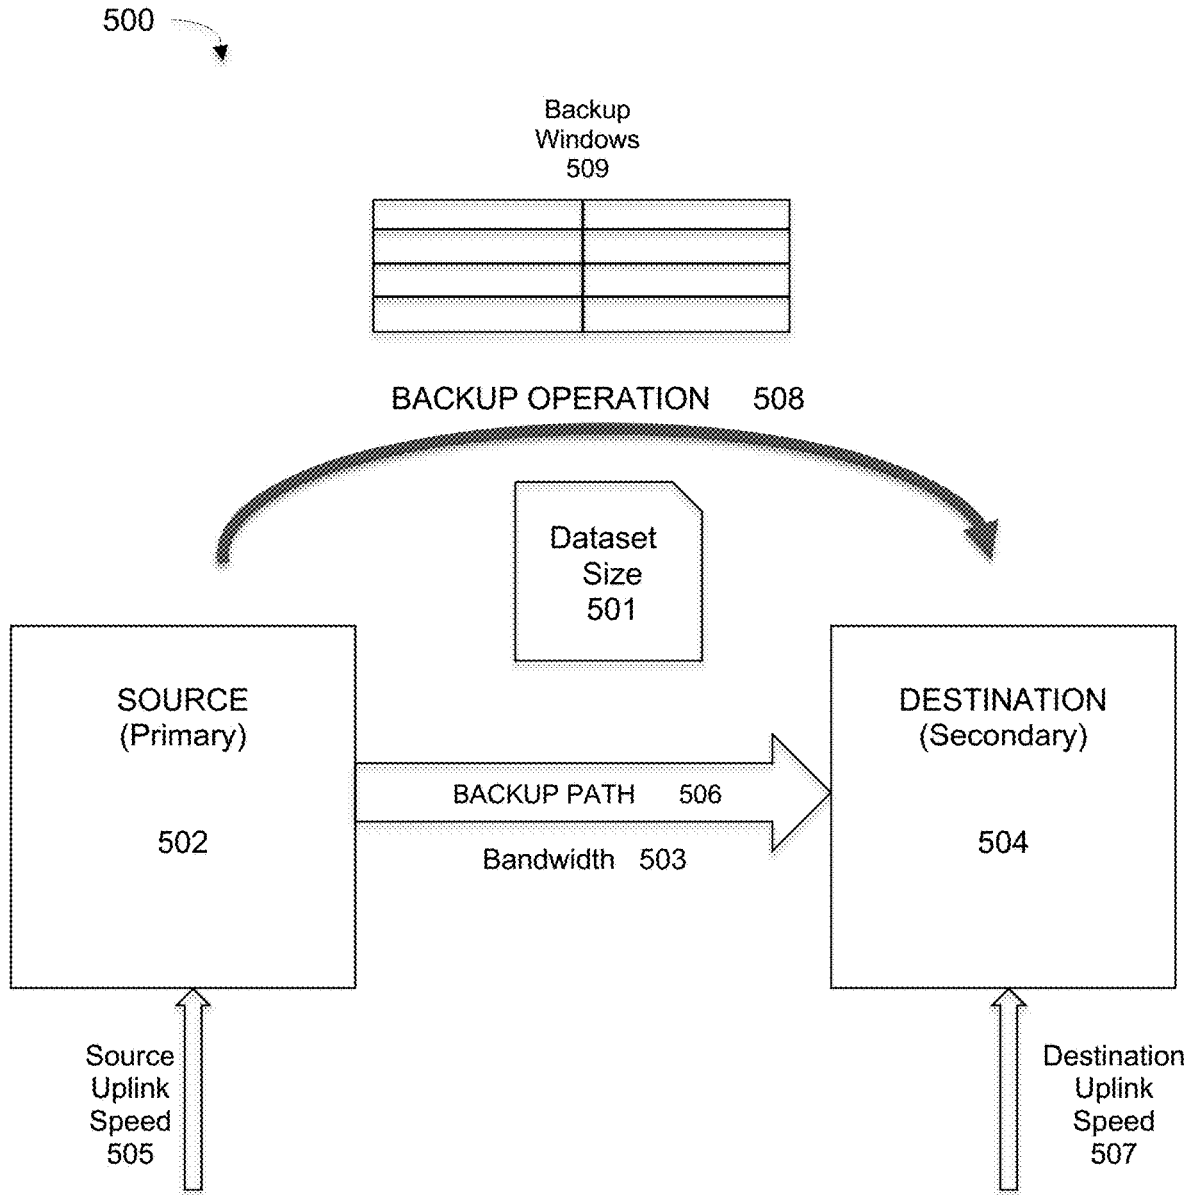 500
Backup
Windows
509
BACKUP OPERATION 508
Dataset
Size
501
SOURCE
(Primary)
502
DESTINATION
(Secondary)
504
BACKUP PATH 506
Bandwidth 503
Source
Uplink
Speed
505
Destination
Uplink
Speed
507